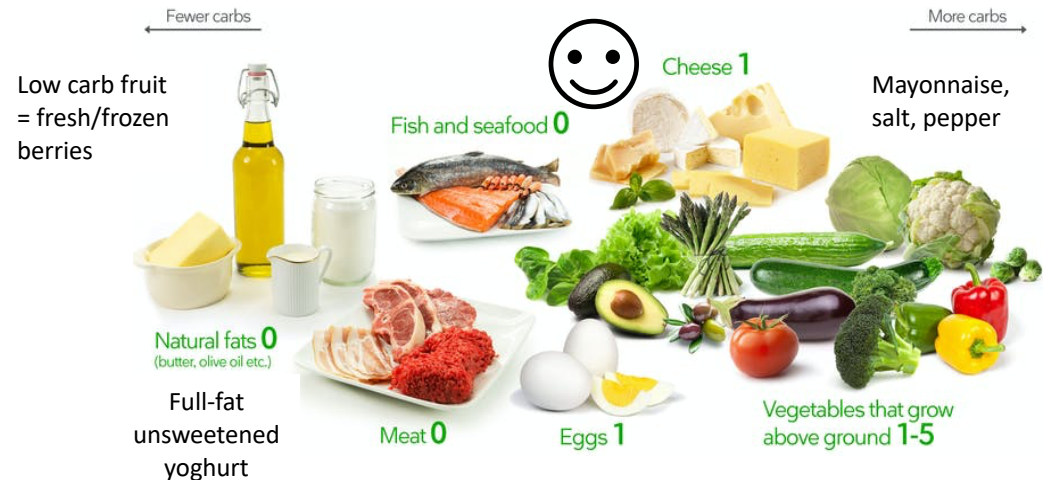 Fewer carbs
More carbs
Low carb fruit
= fresh/frozen
berries
Fish and seafood 0
Cheese 1
Mayonnaise,
salt, pepper
Natural fats 0
(butter, olive oil etc.)
Full-fat
unsweetened
yoghurt
Meat 0
Eggs 1
Vegetables that grow
above ground 1-5